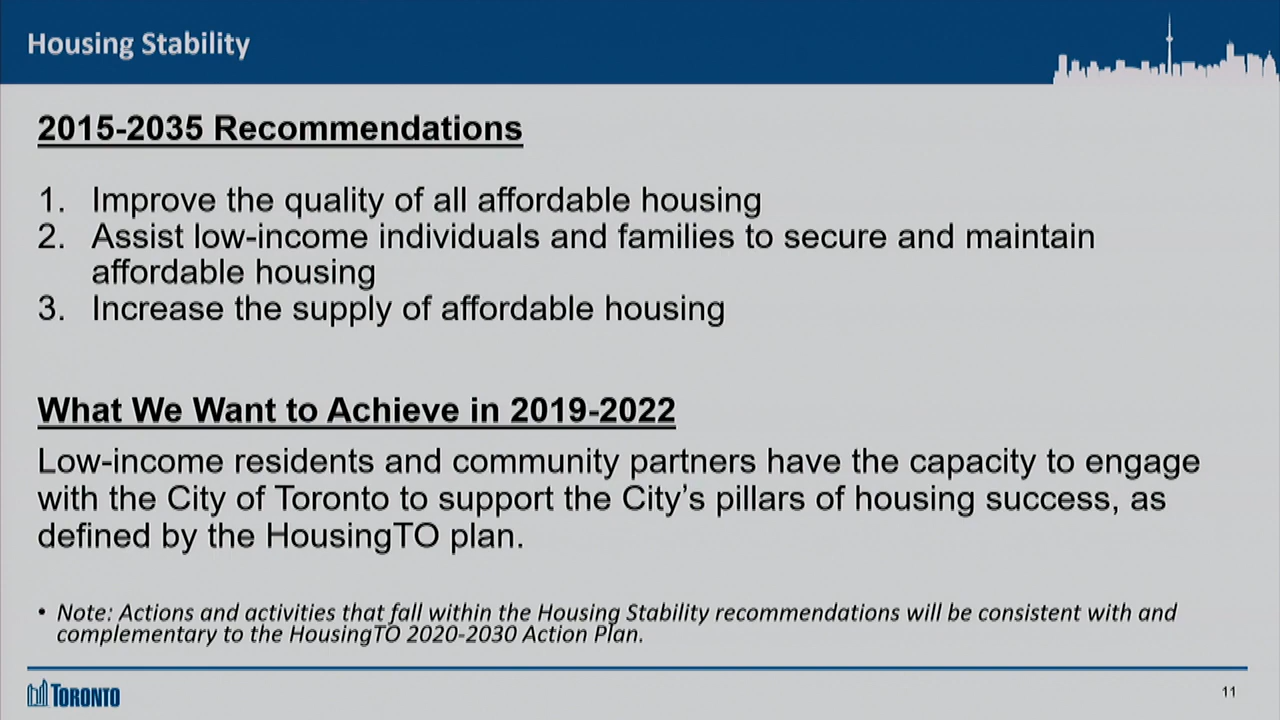 Housing Stability
2015-2035 Recommendations
1. Improve the quality of all affordable housing
2. Assist low-income individuals and families to secure and maintain
affordable housing
3. Increase the supply of affordable housing
What We Want to Achieve in 2019-2022
Low-income residents and community partners have the capacity to engage
with the City of Toronto to support the City’s pillars of housing success, as
defined by the HousingTO plan.
• Note: Actions and activities that fall within the Housing Stability recommendations will be consistent with and
complementary to the HousingTO 2020-2030 Action Plan.
TORONTO
11